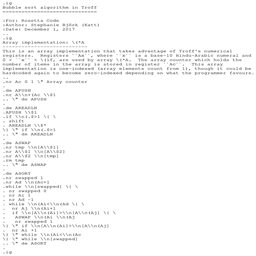 .ig
Bubble sort algorithm in Troff
==============================

:For: Rosetta Code
:Author: Stephanie Björk (Katt)
:Date: December 1, 2017
..
.ig
Array implementation: \(*A.
---------------------------
This is an array implementation that takes advantage of Troff's numerical
registers. Registers ``Ax``, where ``x`` is a base-10 Hindu-Arabic numeral and
0 < ``x`` < \(if, are used by array \(*A. The array counter which holds the
number of items in the array is stored in register ``Ac``. This array
implementation is one-indexed (array elements count from 1), though it could be
hardcoded again to become zero-indexed depending on what the programmer favours.
..
.nr Ac 0 1 \" Array counter
.
.de APUSH
.nr A\\n+(Ac \\$1
.. \" de APUSH
.
.de AREADLN
.APUSH \\$1
.if \\n(.$>1 \{ \
. shift
. AREADLN \\$*
\} \" if \\n(.$>1
.. \" de AREADLN
.
.de ASWAP
.nr tmp \\n[A\\$1]
.nr A\\$1 \\n[A\\$2]
.nr A\\$2 \\n[tmp]
.rm tmp
.. \" de ASWAP
.
.de ASORT
.nr swapped 1
.nr Ad \\n(Ac+1
.while \\n[swapped] \{ \
. nr swapped 0
. nr Ai 1
. nr Ad -1
. while \\n(Ai<\\n(Ad \{ \
. nr Aj \\n(Ai+1
. if \\n[A\\n(Ai]>\\n[A\\n(Aj] \{ \
. ASWAP \\n(Ai \\n(Aj
. nr swapped 1
\} \" if \\n[A\\n(Ai]>\\n[A\\n(Aj]
. nr Ai +1
\} \" while \\n(Ai<\\n(Ac
\} \" while \\n[swapped]
.. \" de ASORT
..
.ig